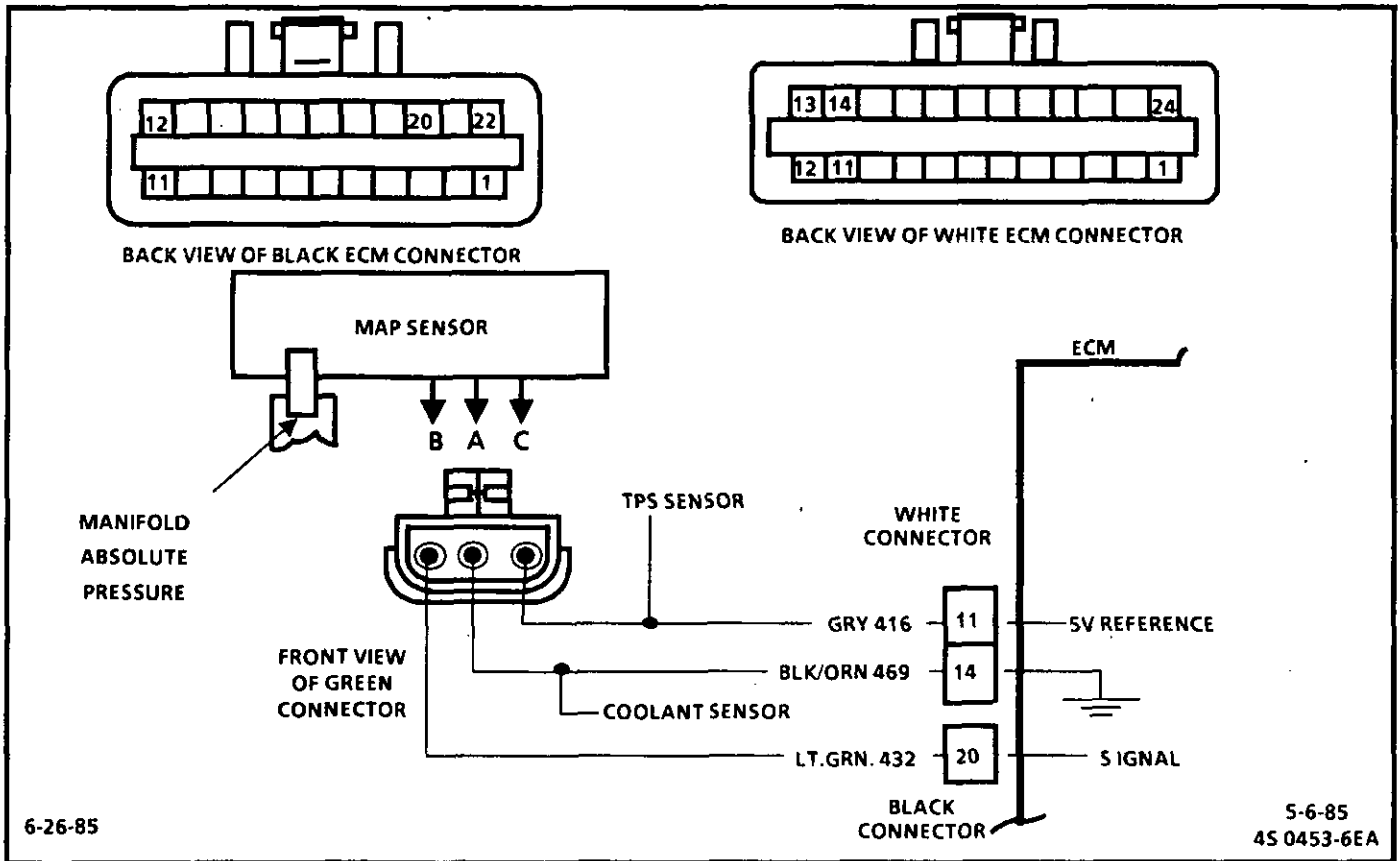 12 20 22
11 1
BACK VIEW OF BLACK ECM CONNECTOR
13 14 24
12 11 1
BACK VIEW OF WHITE ECM CONNECTOR
MAP SENSOR
B A C
MANIFOLD
ABSOLUTE
PRESSURE
FRONT VIEW
OF GREEN
CONNECTOR
TPS SENSOR
COOLANT SENSOR
ECM
WHITE
CONNECTOR
GRY 416 11 5V REFERENCE
BLK/ORN 469 14
LT.GRN. 432 20 SIGNAL
BLACK
CONNECTOR
6-26-85
5-6-85
4S 0453-6EA